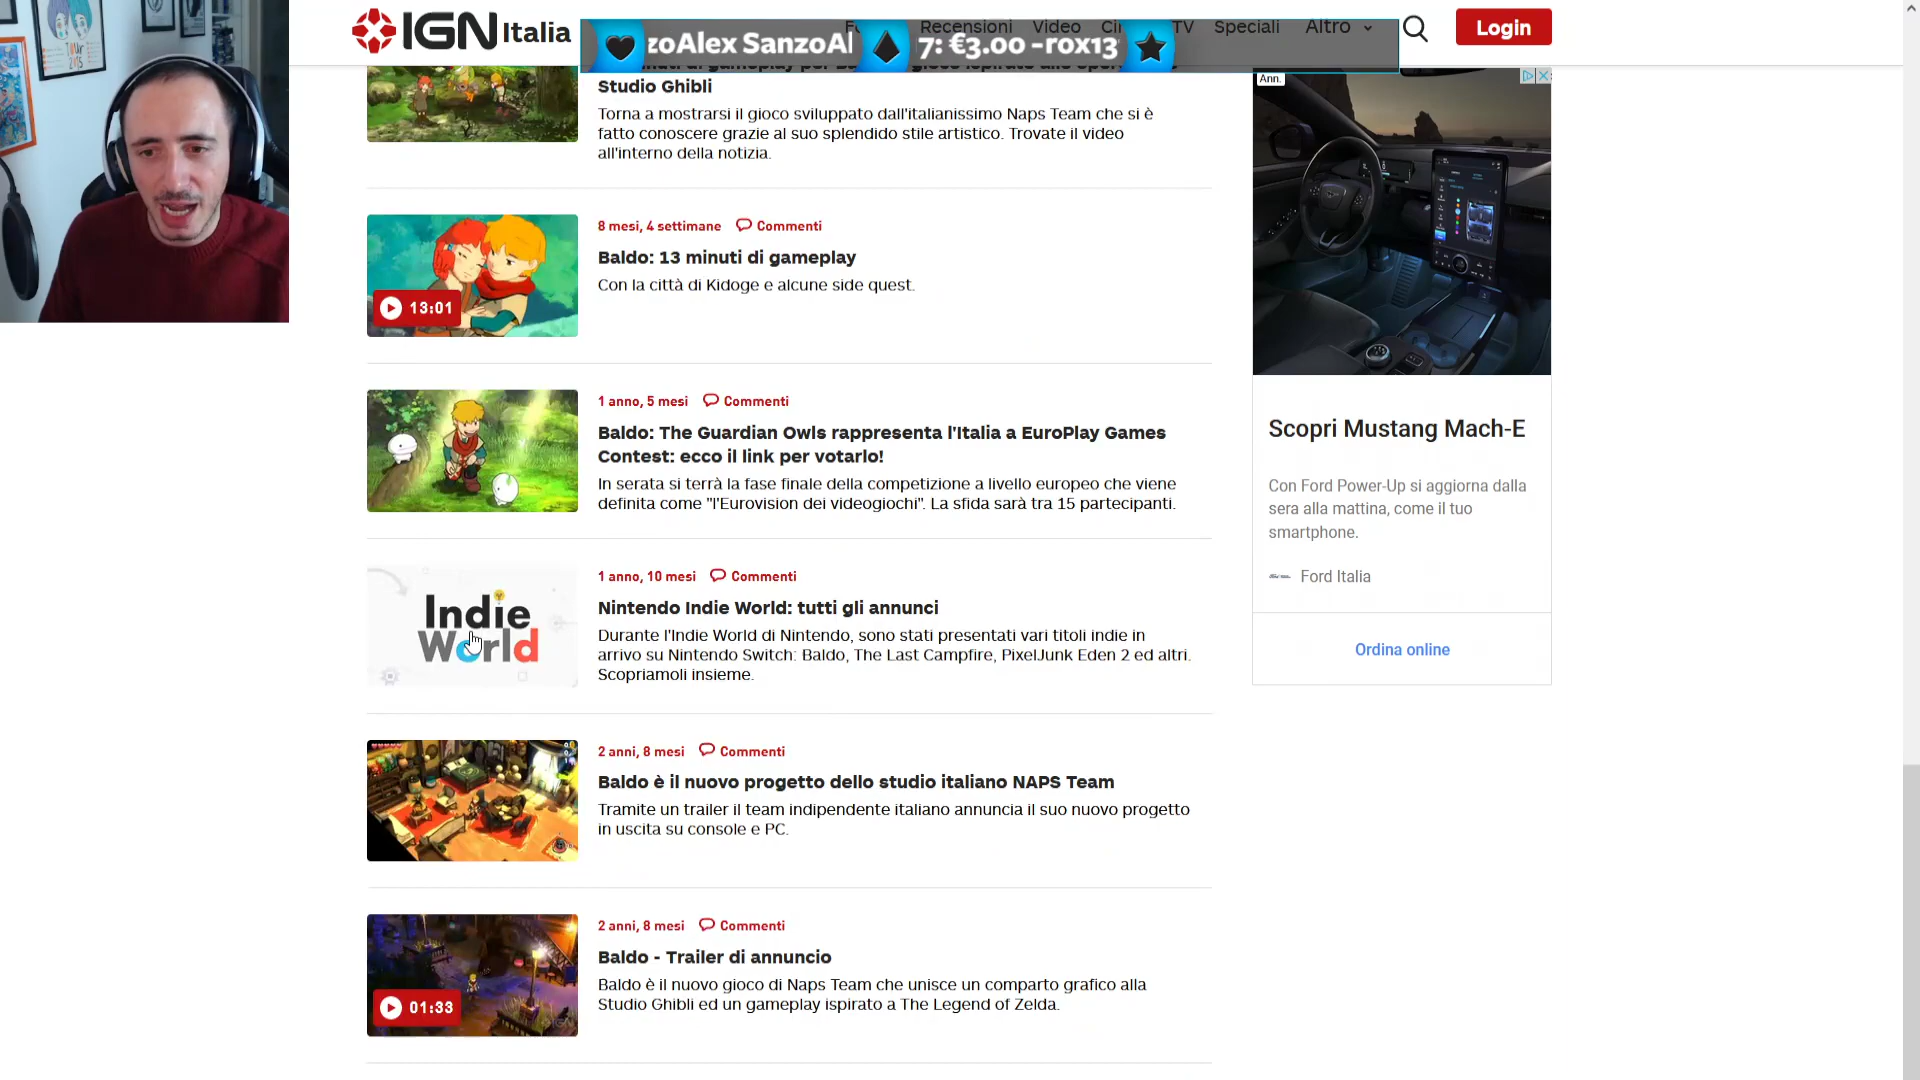 IGN Italia
Recensioni Video TV Speciali Altro
Login
zoAlex SanzoAl 7: €3.00 -rox13
TOUR
2015
Studio Ghibli
Torna a mostrarsi il gioco sviluppato dall'italianissimo Naps Team che si è
fatto conoscere grazie al suo splendido stile artistico. Trovate il video
all'interno della notizia.
8 mesi, 4 settimane Commenti
Baldo: 13 minuti di gameplay
Con la città di Kidoge e alcune side quest.
13:01
1 anno, 5 mesi Commenti
Baldo: The Guardian Owls rappresenta l'Italia a EuroPlay Games
Contest: ecco il link per votarlo!
In serata si terrà la fase finale della competizione a livello europeo che viene
definita come "l'Eurovision dei videogiochi". La sfida sarà tra 15 partecipanti.
Indie
World
1 anno, 10 mesi Commenti
Nintendo Indie World: tutti gli annunci
Durante l'Indie World di Nintendo, sono stati presentati vari titoli indie in
arrivo su Nintendo Switch: Baldo, The Last Campfire, PixelJunk Eden 2 ed altri.
Scopriamoli insieme.
2 anni, 8 mesi Commenti
Baldo è il nuovo progetto dello studio italiano NAPS Team
Tramite un trailer il team indipendente italiano annuncia il suo nuovo progetto
in uscita su console e PC.
2 anni, 8 mesi Commenti
Baldo - Trailer di annuncio
Baldo è il nuovo gioco di Naps Team che unisce un comparto grafico alla
Studio Ghibli ed un gameplay ispirato a The Legend of Zelda.
01:33
IGN
Ann.
Scopri Mustang Mach-E
Con Ford Power-Up si aggiorna dalla
sera alla mattina, come il tuo
smartphone.
Ford Italia
Ordina online